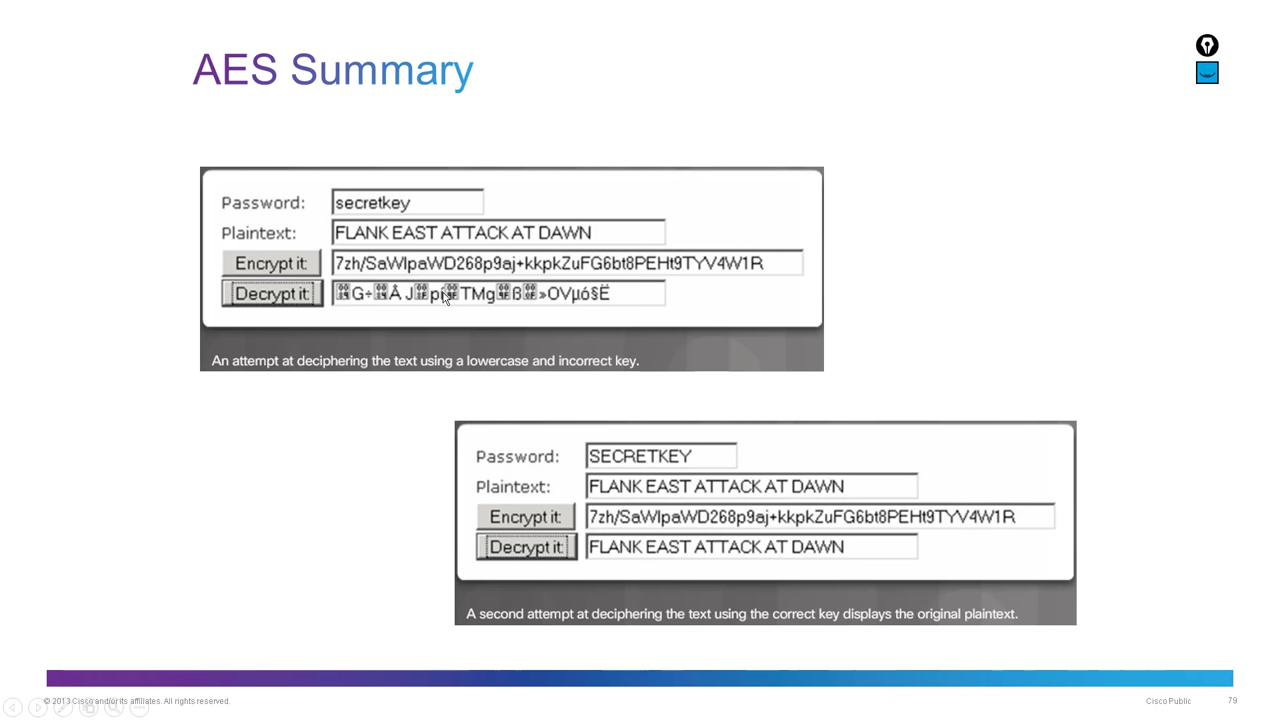 AES Summary
Password: secretkey
Plaintext: FLANK EAST ATTACK AT DAWN
Encrypt it: 7zh/SaWlpaWD268p9aj+kkpkZuFG6bt8PEHt9TYV4W1R
Decrypt it:
An attempt at deciphering the text using a lowercase and incorrect key.
Password: SECRETKEY
Plaintext: FLANK EAST ATTACK AT DAWN
Encrypt it: 7zh/SaWlpaWD268p9aj+kkpkZuFG6bt8PEHt9TYV4W1R
Decrypt it: FLANK EAST ATTACK AT DAWN
A second attempt at deciphering the text using the correct key displays the original plaintext.
© 2013 Cisco and/or its affiliates. All rights reserved.
Cisco Public
79